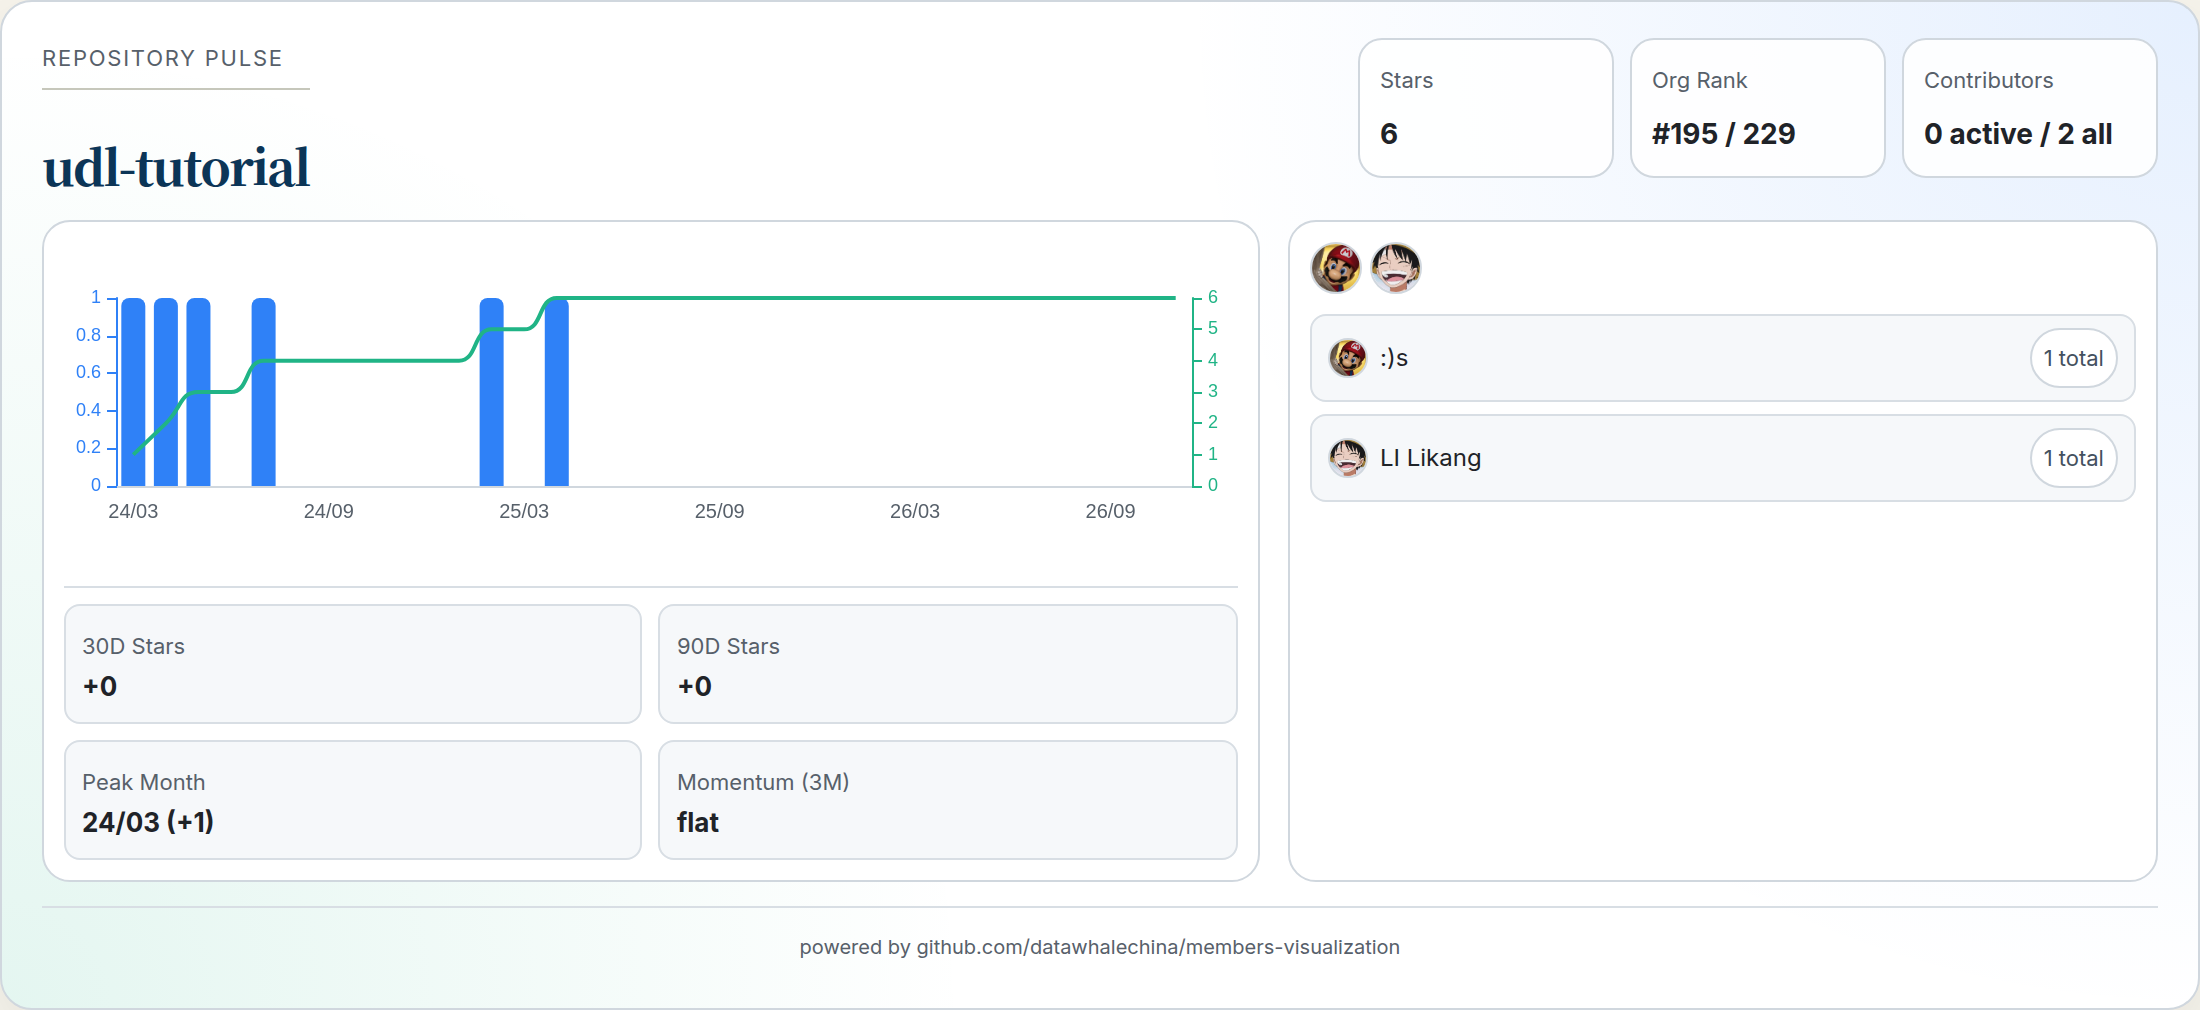 REPOSITORY PULSE
udl-tutorial
Stars
6
Org Rank
#195 / 229
Contributors
0 active / 2 all
1
0.8
0.6
0.4
0.2
0
6
5
4
3
2
1
0
24/03
24/09
25/03
25/09
26/03
26/09
30D Stars
+0
90D Stars
+0
Peak Month
24/03 (+1)
Momentum (3M)
flat
:)s
1 total
LI Likang
1 total
powered by github.com/datawhalechina/members-visualization